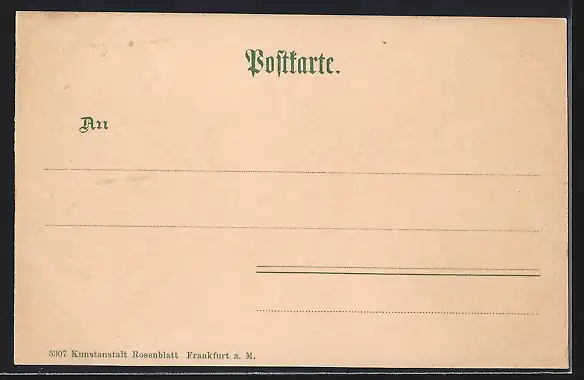 Postkarte.
An
5307 Kunstanstalt Rosenblatt Frankfurt a. M.